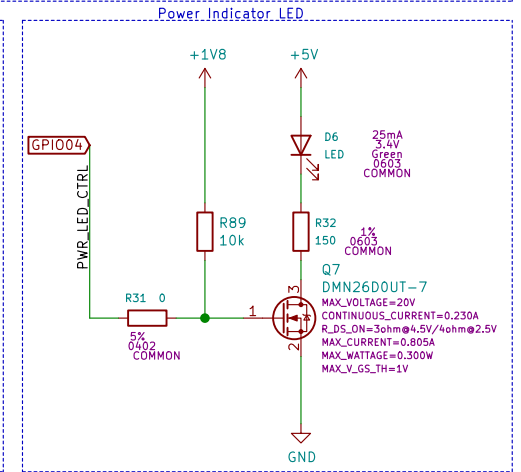 Power Indicator LED
+1V8
+5V
GPIO04
PWR_LED_CTRL
D6
LED
25mA
3.4V
Green
0603
COMMON
R89
10k
R32
150
1%
0603
COMMON
R31 0
5%
0402
COMMON
1
3
2
Q7
DMN26D0UT-7
MAX_VOLTAGE=20V
CONTINUOUS_CURRENT=0.230A
R_DS_ON=3ohm@4.5V/4ohm@2.5V
MAX_CURRENT=0.805A
MAX_WATTAGE=0.300W
MAX_V_GS_TH=1V
GND